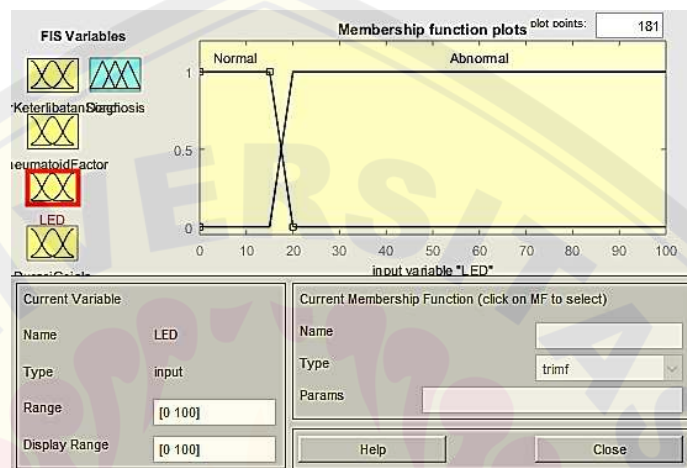 FIS Variables
Membership function plots
plot points:
181
Normal
Abnormal
1
0.5
0
LED
0 10 20 30 40 50 60 70 80 90 100
input variable "LED"
Current Variable
Name LED
Type input
Range [0 100]
Display Range [0 100]
Current Membership Function (click on MF to select)
Name
Type trimf
Params
Help
Close